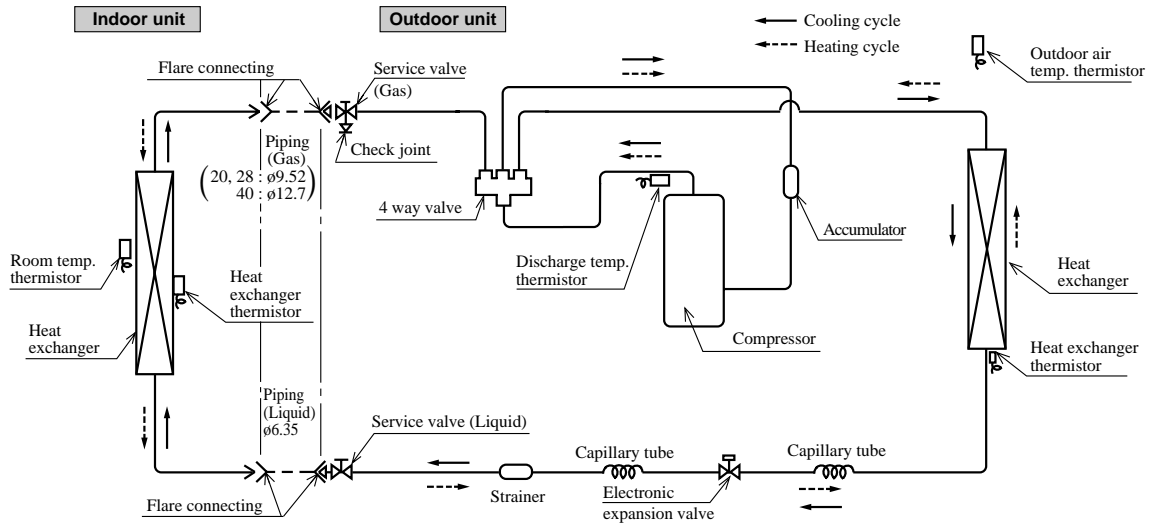 Indoor unit
Outdoor unit
Cooling cycle
Heating cycle
Outdoor air
temp. thermistor
Flare connecting
Service valve
(Gas)
Check joint
Piping
(Gas)
20, 28 : ø9.52
40 : ø12.7
4 way valve
Accumulator
Room temp.
thermistor
Heat
exchanger
thermistor
Discharge temp.
thermistor
Heat
exchanger
Heat
exchanger
Compressor
Heat exchanger
thermistor
Piping
(Liquid)
ø6.35
Service valve (Liquid)
Capillary tube
Capillary tube
Flare connecting
Strainer
Electronic
expansion valve